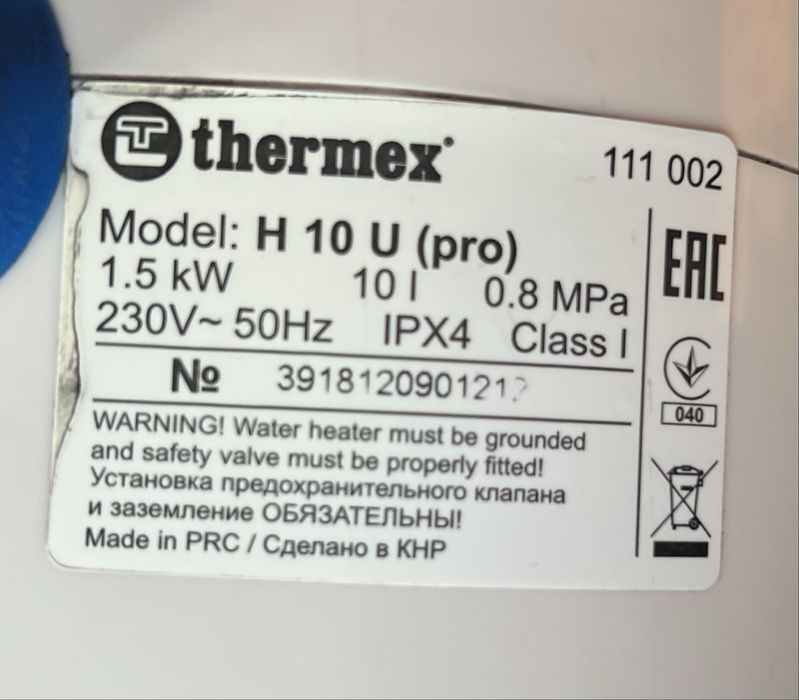 thermex
111 002
Model: H 10 U (pro)
1.5 kW 10 l 0.8 MPa
230V~ 50Hz IPX4 Class I
EAC
№
040
WARNING! Water heater must be grounded
and safety valve must be properly fitted!
Установка предохранительного клапана
и заземление ОБЯЗАТЕЛЬНЫ!
Made in PRC / Сделано в КНР